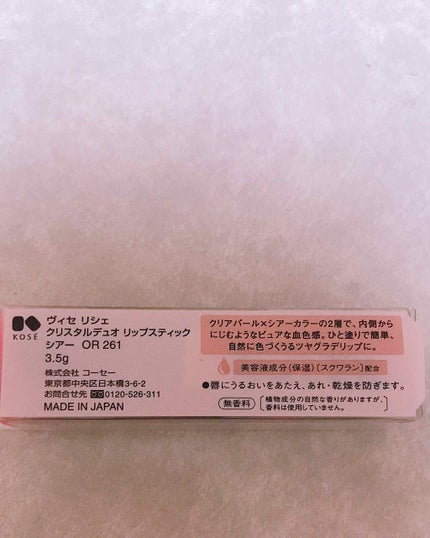 KOSÉ
ヴィセ リシェ
クリスタルデュオ リップスティック
シアー OR 261
3.5g
株式会社 コーセー
東京都中央区日本橋3-6-2
お問合せ先 0120-526-311
MADE IN JAPAN
クリアパール×シアーカラーの2層で、内側から
にじむようなピュアな血色感。ひと塗りで簡単、
自然に色づくうるツヤグラデリップに。
美容液成分(保湿)[スクワラン]配合
●唇にうるおいをあたえ、あれ・乾燥を防ぎます。
無香料
[植物成分の自然な香りがありますが、
香料は使用していません。]